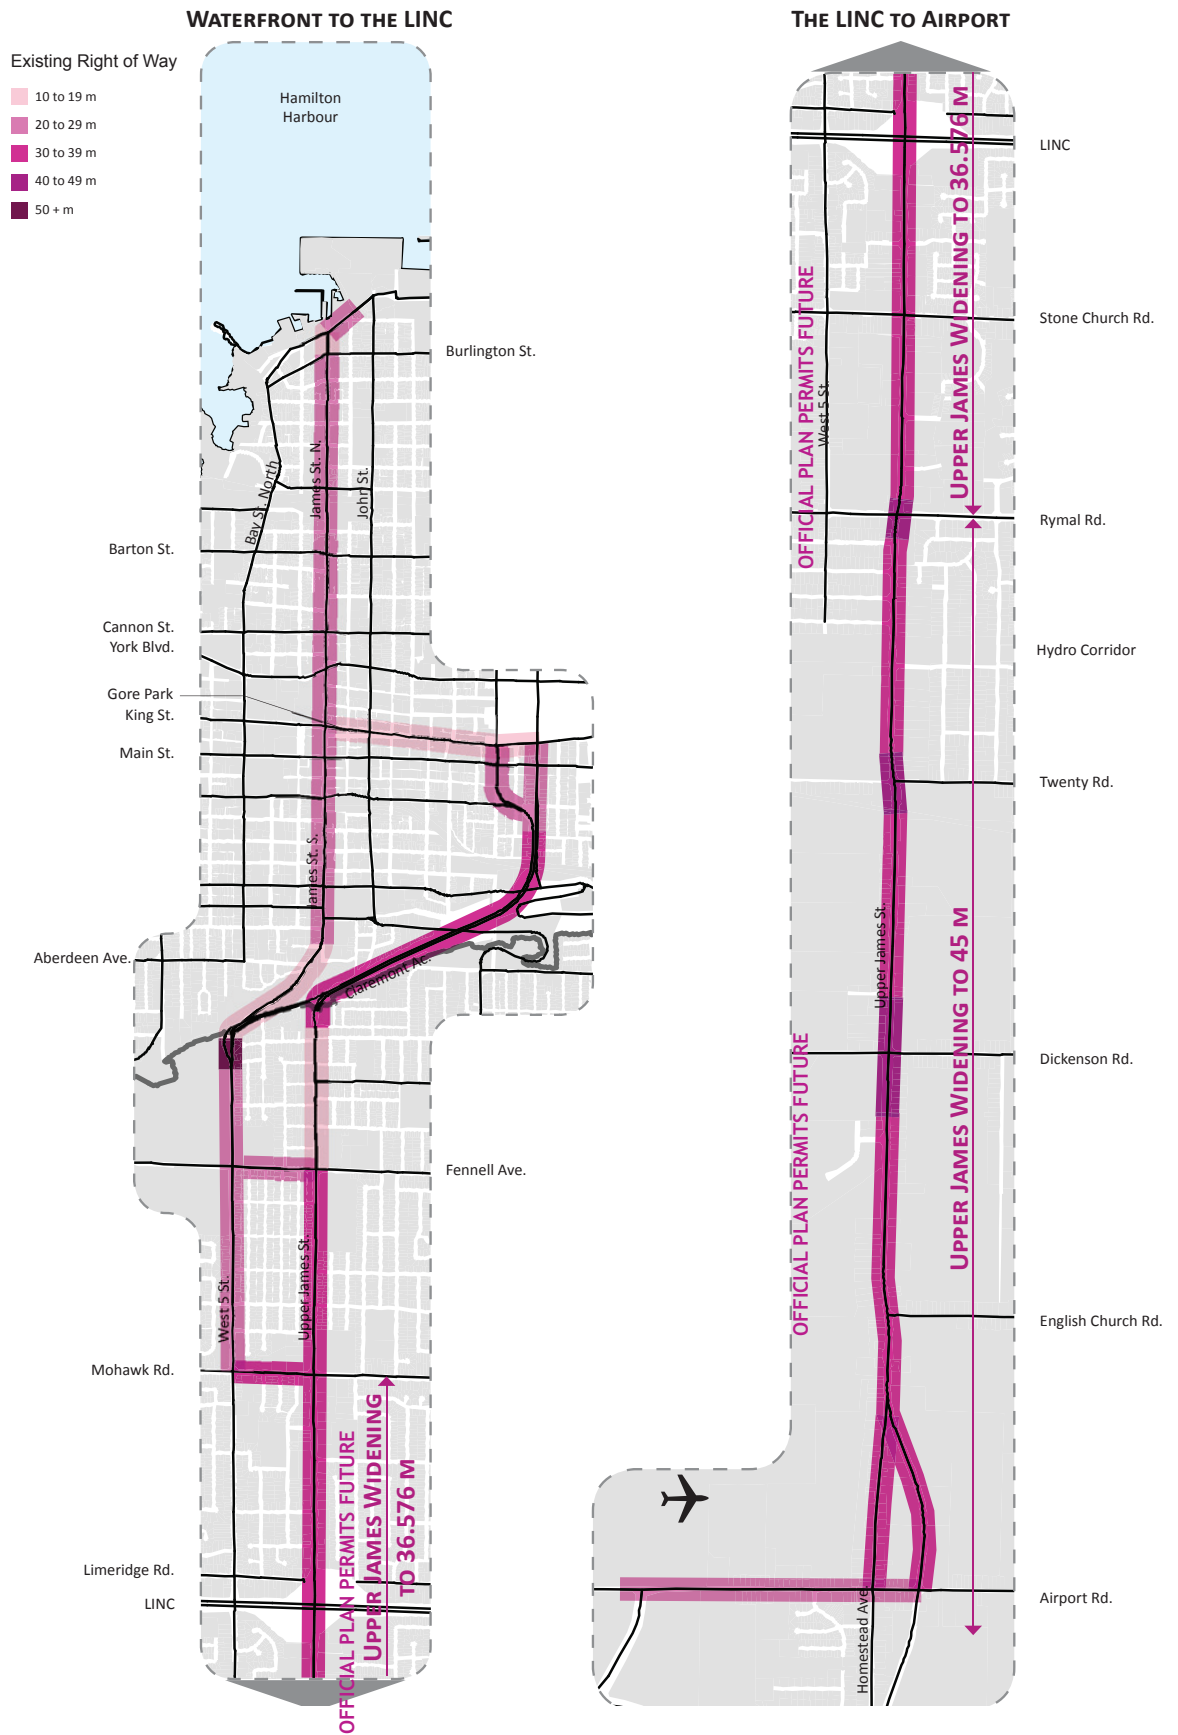 WATERFRONT TO THE LINC
Existing Right of Way
10 to 19 m
20 to 29 m
30 to 39 m
40 to 49 m
50 + m
Hamilton
Harbour
Burlington St.
James St. N.
John St.
Bay St. North
Barton St.
Cannon St.
York Blvd.
Gore Park
King St.
Main St.
James St. S.
Aberdeen Ave.
Claremont Ac.
Fennell Ave.
West 5 St.
Upper James St.
Mohawk Rd.
OFFICIAL PLAN PERMITS FUTURE
UPPER JAMES WIDENING
TO 36.576 M
Limeridge Rd.
LINC
THE LINC TO AIRPORT
LINC
OFFICIAL PLAN PERMITS FUTURE
West 5 St.
UPPER JAMES WIDENING TO 36.576 M
Stone Church Rd.
Rymal Rd.
Hydro Corridor
Twenty Rd.
Upper James St.
OFFICIAL PLAN PERMITS FUTURE
UPPER JAMES WIDENING TO 45 M
Dickenson Rd.
English Church Rd.
Airport Rd.
Homestead Ave.